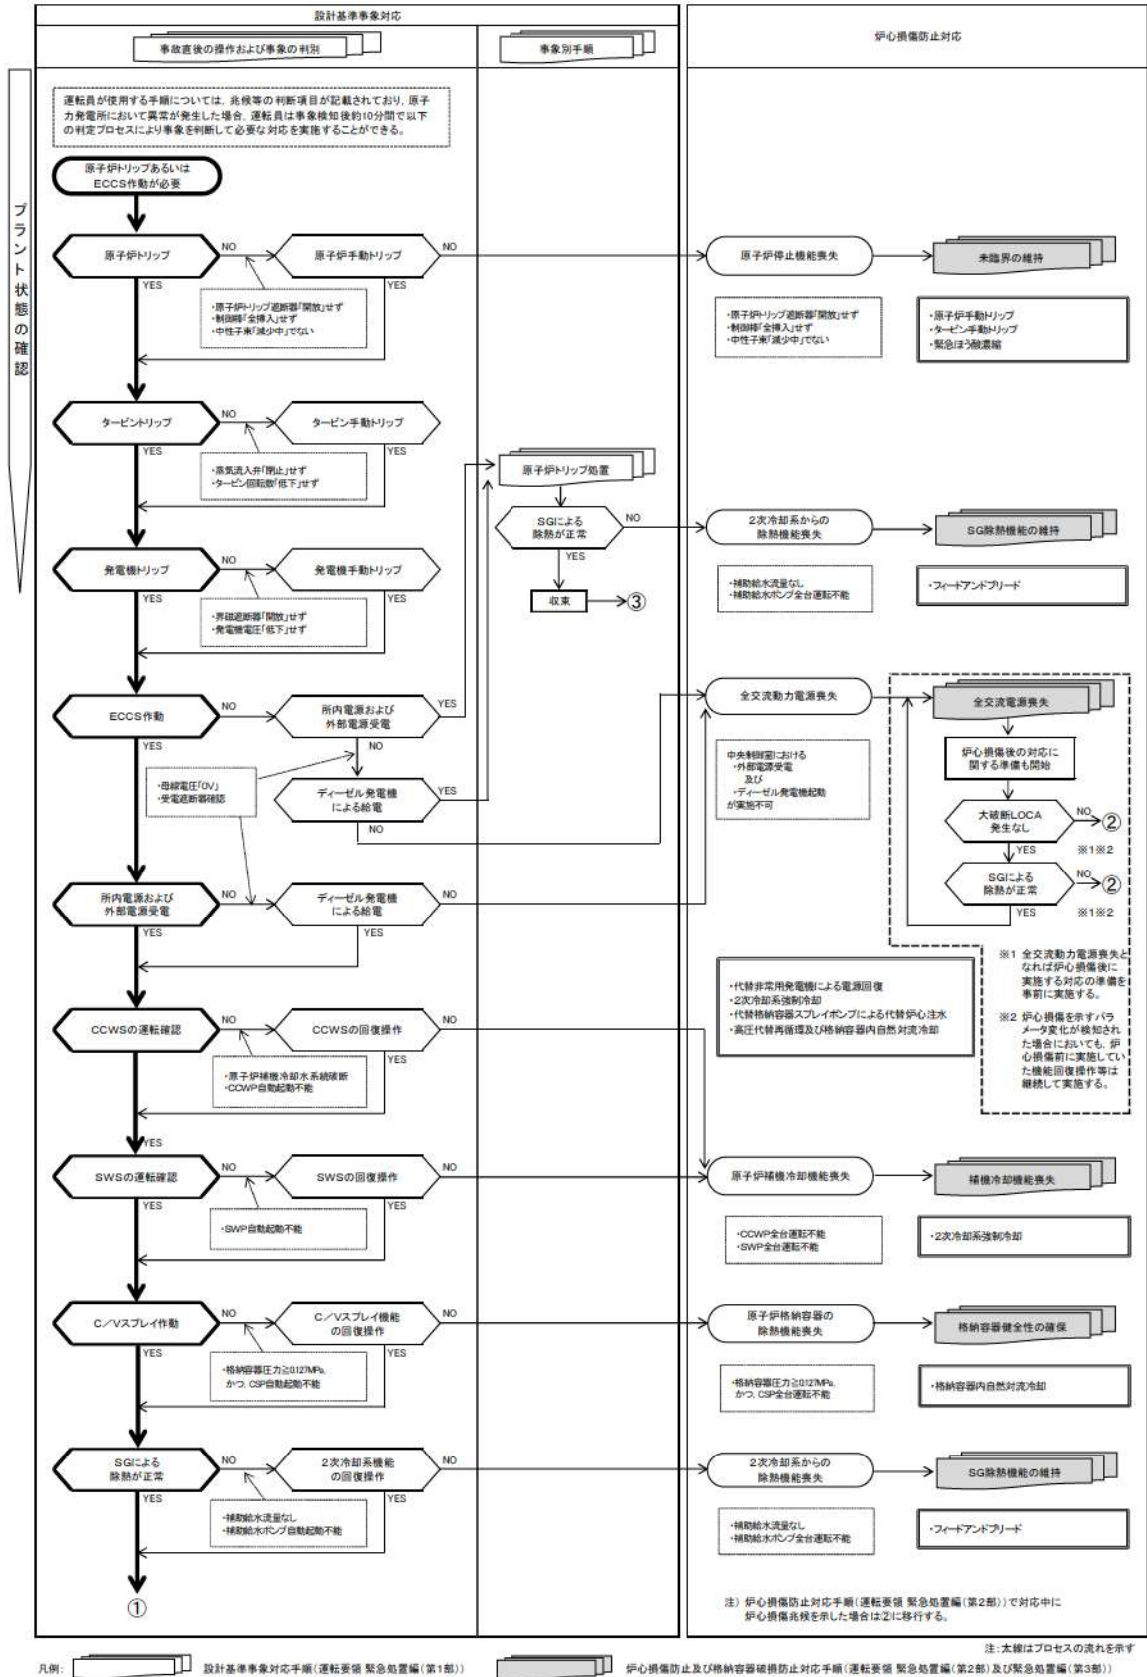 設計基準事象対応
事故直後の操作および事象の判別
事象別手順
炉心損傷防止対応
プラント状態の確認
運転員が使用する手順については、兆候等の判断項目が記載されており、原子
力発電所において異常が発生した場合、運転員は事象検知後約10分間で以下
の判定プロセスにより事象を判断して必要な対応を実施することができる。
原子炉トリップあるいは
ECCS作動が必要
原子炉トリップ
NO
YES
原子炉手動トリップ
NO
YES
・原子炉トリップ遮断器「開放」せず
・制御棒「全挿入」せず
・中性子束「減少中」でない
原子炉停止機能喪失
未臨界の維持
・原子炉トリップ遮断器「開放」せず
・制御棒「全挿入」せず
・中性子束「減少中」でない
・原子炉手動トリップ
・タービン手動トリップ
・緊急ほう酸濃縮
タービントリップ
NO
YES
タービン手動トリップ
YES
・蒸気流入弁「閉止」せず
・タービン回転数「低下」せず
原子炉トリップ処置
SGによる
除熱が正常
NO
YES
収束
③
2次冷却系からの
除熱機能喪失
SG除熱機能の維持
・補助給水流量なし
・補助給水ポンプ全台運転不能
・フィードアンドブリード
発電機トリップ
NO
YES
発電機手動トリップ
YES
・界磁遮断器「開放」せず
・発電機電圧「低下」せず
ECCS作動
NO
YES
所内電源および
外部電源受電
YES
NO
・母線電圧「0V」
・受電遮断器確認
ディーゼル発電機
による給電
YES
NO
全交流動力電源喪失
全交流電源喪失
中央制御室における
・外部電源受電
及び
・ディーゼル発電機起動
が実施不可
炉心損傷後の対応に
関する準備も開始
大破断LOCA
発生なし
NO
②
YES
※1※2
SGによる
除熱が正常
NO
②
YES
※1※2
所内電源および
外部電源受電
NO
YES
ディーゼル発電機
による給電
NO
YES
※1 全交流動力電源喪失と
なれば炉心損傷後に
実施する対応の準備を
事前に実施する。
※2 炉心損傷を示すパラ
メータ変化が検知され
た場合においても、炉
心損傷前に実施してい
た機能回復操作等は
継続して実施する。
・代替非常用発電機による電源回復
・2次冷却系強制冷却
・代替格納容器スプレイポンプによる代替炉心注水
・高圧代替再循環及び格納容器内自然対流冷却
CCWSの運転確認
NO
YES
CCWSの回復操作
NO
YES
・原子炉補機冷却水系統破断
・CCWP自動起動不能
SWSの運転確認
NO
YES
SWSの回復操作
NO
YES
・SWP自動起動不能
原子炉補機冷却機能喪失
補機冷却機能喪失
・CCWP全台運転不能
・SWP全台運転不能
・2次冷却系強制冷却
C/Vスプレイ作動
NO
YES
C/Vスプレイ機能
の回復操作
NO
YES
・格納容器圧力≧0.127MPa、
かつ、CSP自動起動不能
原子炉格納容器の
除熱機能喪失
格納容器健全性の確保
・格納容器圧力≧0.127MPa、
かつ、CSP全台運転不能
・格納容器内自然対流冷却
SGによる
除熱が正常
NO
YES
2次冷却系機能
の回復操作
NO
YES
・補助給水流量なし
・補助給水ポンプ自動起動不能
2次冷却系からの
除熱機能喪失
SG除熱機能の維持
・補助給水流量なし
・補助給水ポンプ全台運転不能
・フィードアンドブリード
①
注) 炉心損傷防止対応手順(運転要領 緊急処置編(第2部))で対応中に
炉心損傷兆候を示した場合は②に移行する。
注:太線はプロセスの流れを示す
凡例:
設計基準事象対応手順(運転要領 緊急処置編(第1部))
炉心損傷防止及び格納容器破損防止対応手順(運転要領 緊急処置編(第2部)及び緊急処置編(第3部))